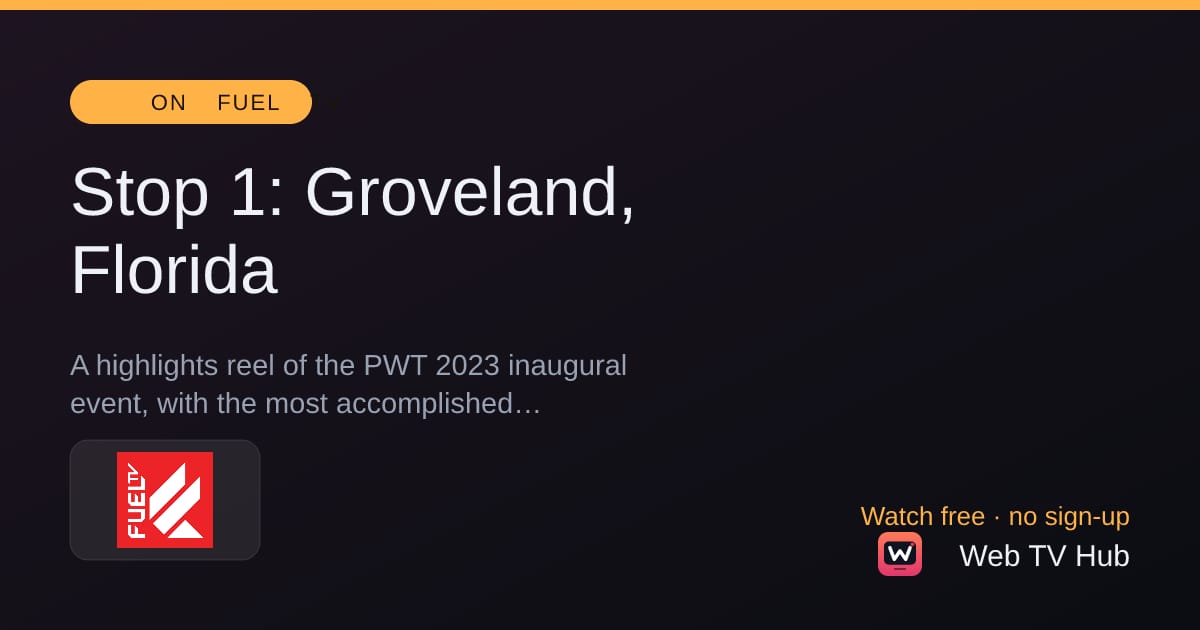 ON FUEL
Stop 1: Groveland,
Florida
A highlights reel of the PWT 2023 inaugural
event, with the most accomplished…
FUEL TV
Watch free · no sign-up
W
Web TV Hub